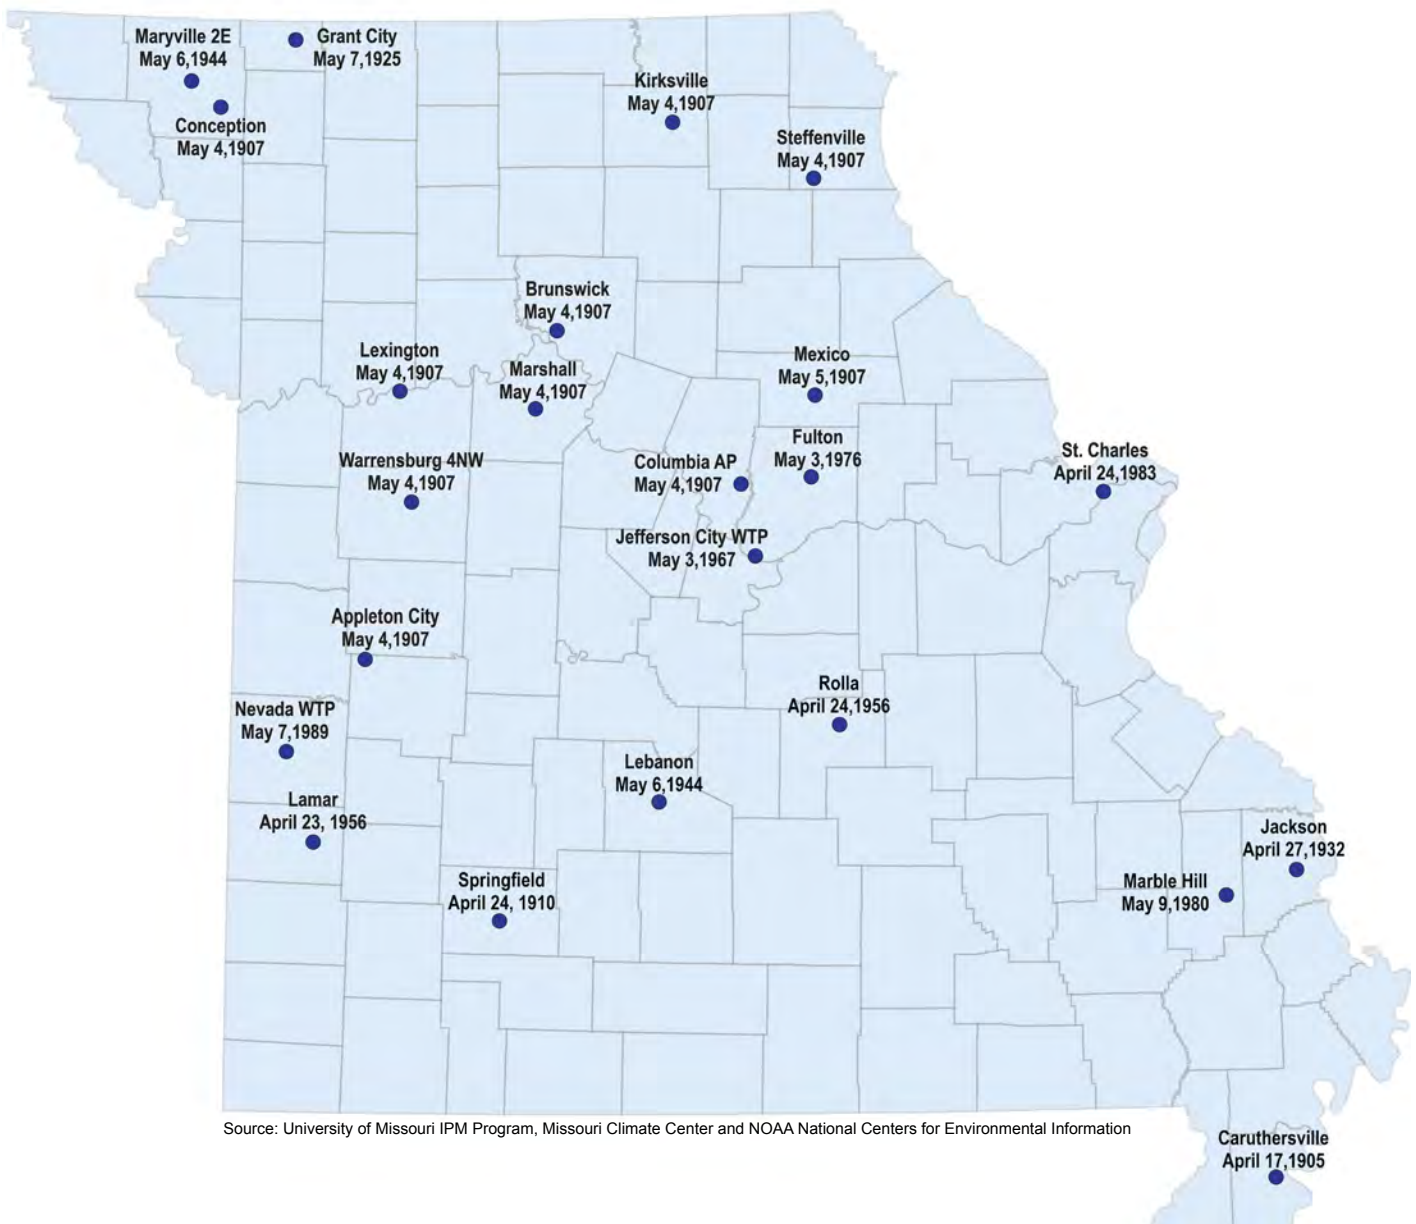 Maryville 2E
May 6,1944
Grant City
May 7,1925
Conception
May 4,1907
Kirksville
May 4,1907
Steffenville
May 4,1907
Brunswick
May 4,1907
Lexington
May 4,1907
Marshall
May 4,1907
Mexico
May 5,1907
Fulton
May 3,1976
Warrensburg 4NW
May 4,1907
Columbia AP
May 4,1907
St. Charles
April 24,1983
Jefferson City WTP
May 3,1967
Appleton City
May 4,1907
Rolla
April 24,1956
Nevada WTP
May 7,1989
Lebanon
May 6,1944
Lamar
April 23, 1956
Jackson
April 27,1932
Springfield
April 24, 1910
Marble Hill
May 9,1980
Source: University of Missouri IPM Program, Missouri Climate Center and NOAA National Centers for Environmental Information
Caruthersville
April 17,1905